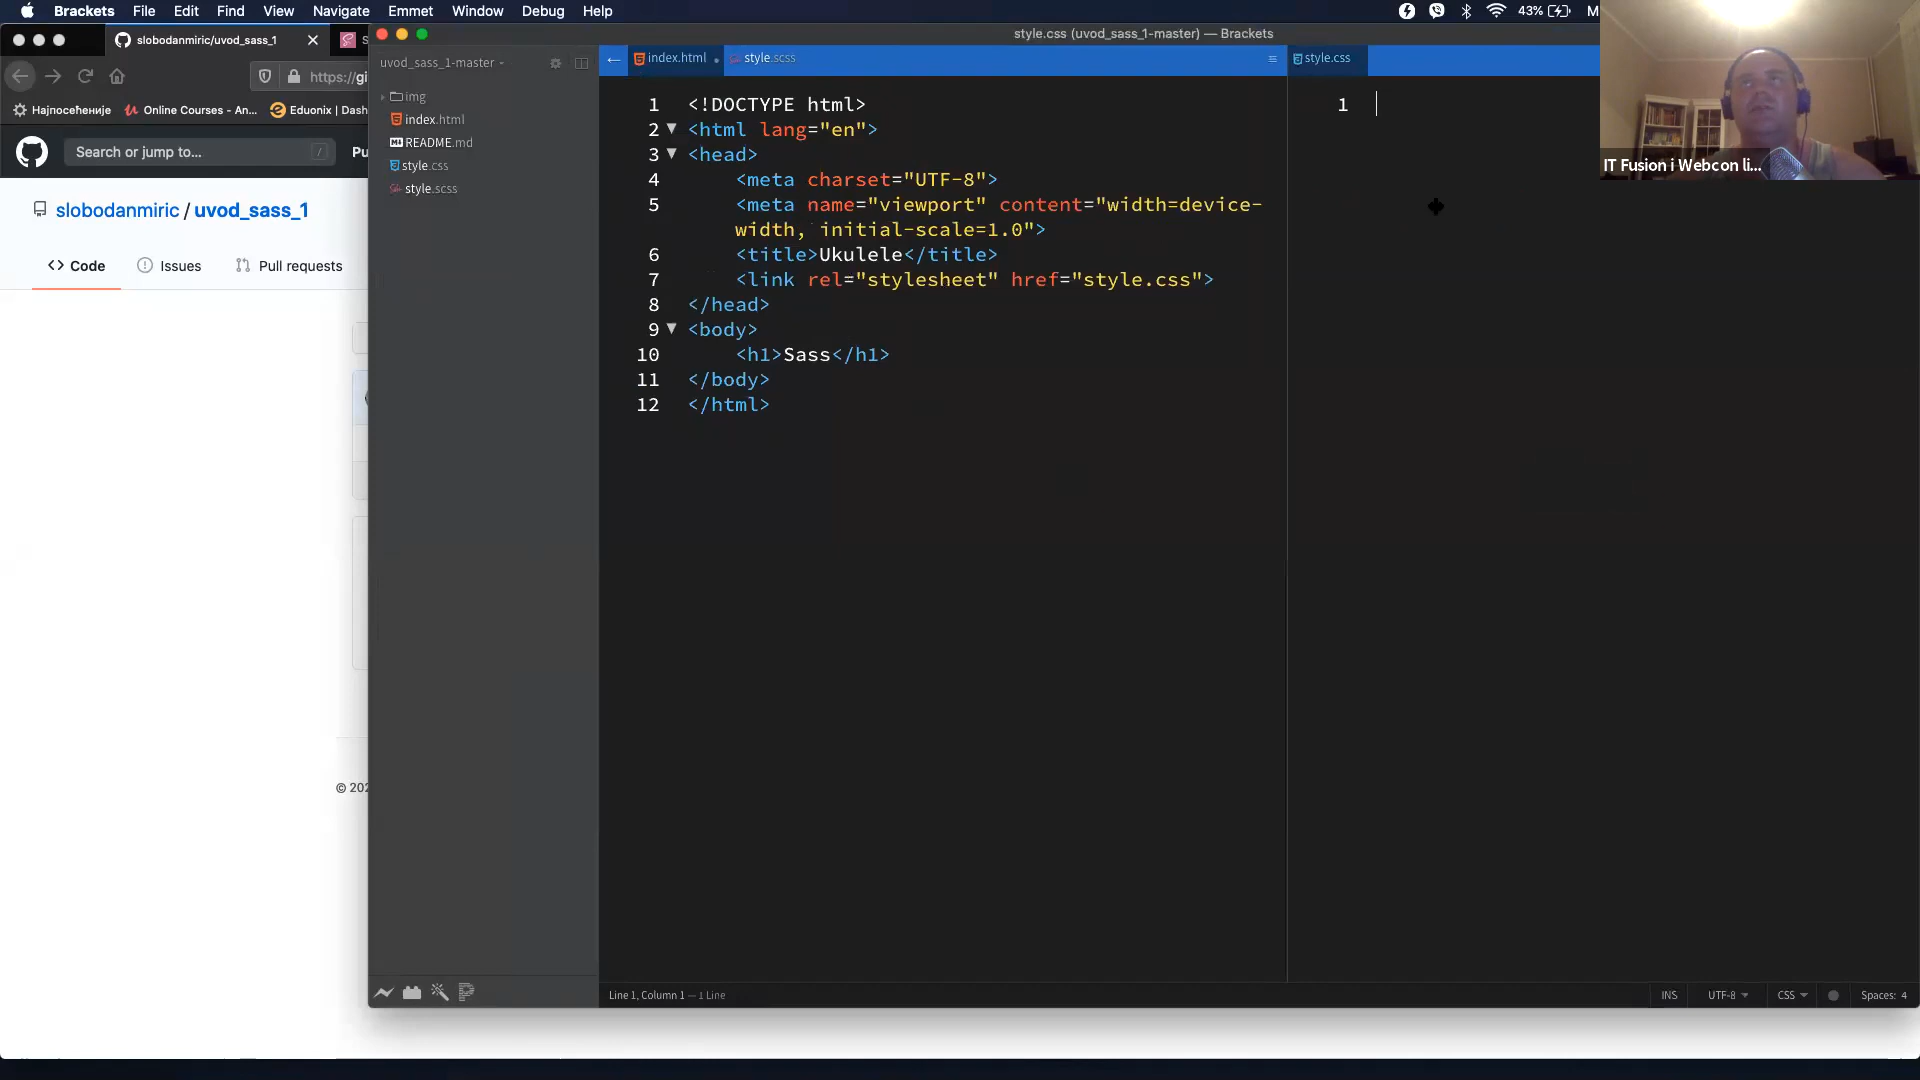 Brackets File Edit Find View Navigate Emmet Window Debug Help
43%
slobodanmiric/uvod_sass_1
style.css (uvod_sass_1-master) — Brackets
https://gi
Најпосећеније
Online Courses - An...
Eduonix | Dash
Search or jump to...
/
Pu
slobodanmiric / uvod_sass_1
Code
Issues
Pull requests
© 202
uvod_sass_1-master
img
index.html
README.md
style.css
style.scss
index.html
style.scss
1 <!DOCTYPE html>
2 <html lang="en">
3 <head>
4 <meta charset="UTF-8">
5 <meta name="viewport" content="width=device-
width, initial-scale=1.0">
6 <title>Ukulele</title>
7 <link rel="stylesheet" href="style.css">
8 </head>
9 <body>
10 <h1>Sass</h1>
11 </body>
12 </html>
style.css
1
IT Fusion i Webcon li...
Line 1, Column 1 — 1 Line
INS
UTF-8
CSS
Spaces: 4